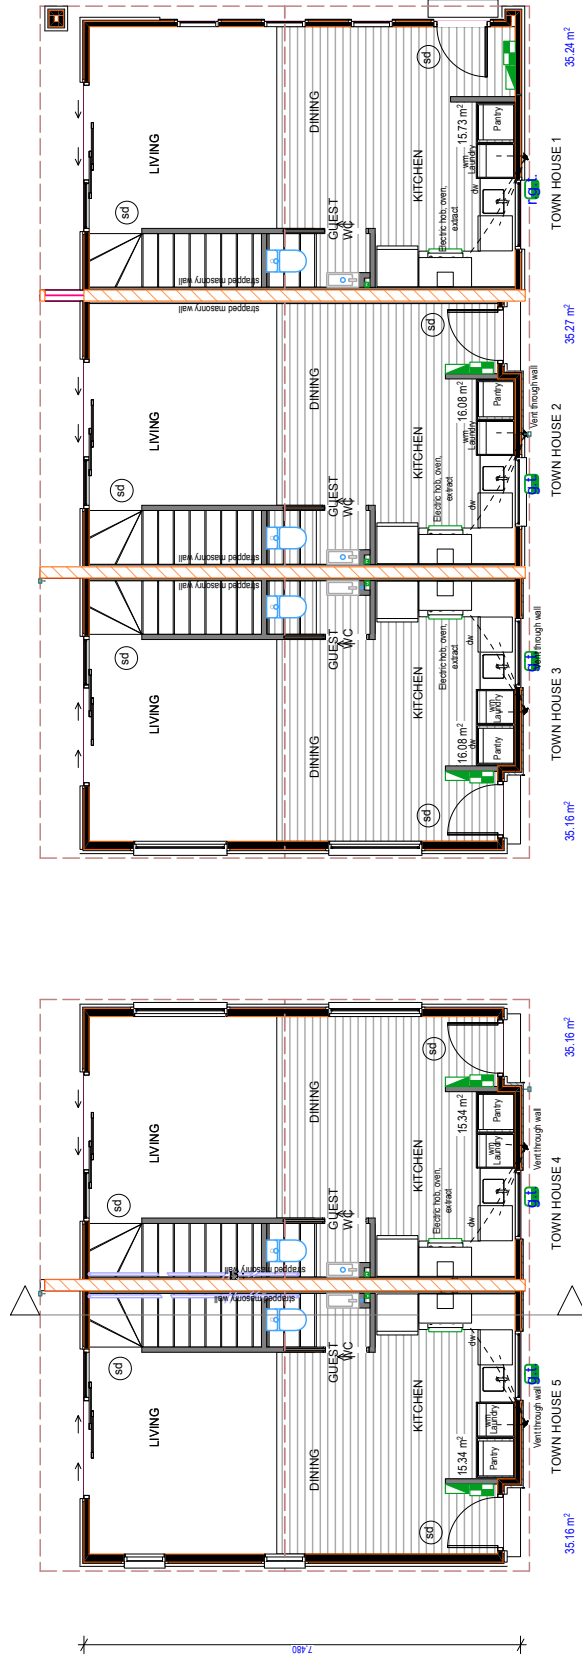 35.24 m²
sd
DINING
LIVING
15.73 m²
Pantry
KITCHEN
wm
Laundry
TOWN HOUSE 1
sd
dw
GUEST
WC
Electric hob, oven,
extract
strapped masonry wall
strapped masonry wall
35.27 m²
sd
DINING
LIVING
16.08 m²
Pantry
Vent through wall
KITCHEN
wm
Laundry
TOWN HOUSE 2
sd
g.t
dw
GUEST
WC
Electric hob, oven,
extract
strapped masonry wall
strapped masonry wall
GUEST
WC
Electric hob, oven,
extract
dw
Vent through wall
g.t
sd
LIVING
KITCHEN
wm
Laundry
TOWN HOUSE 3
DINING
16.08 m²
Pantry
sd
35.16 m²
35.16 m²
sd
DINING
LIVING
15.34 m²
Pantry
Vent through wall
KITCHEN
wm
Laundry
TOWN HOUSE 4
sd
g.t
dw
GUEST
WC
Electric hob, oven,
extract
strapped masonry wall
strapped masonry wall
GUEST
WC
dw
sd
g.t
LIVING
KITCHEN
wm
Laundry
Vent through wall
TOWN HOUSE 5
DINING
15.34 m²
Pantry
sd
35.16 m²
7,480